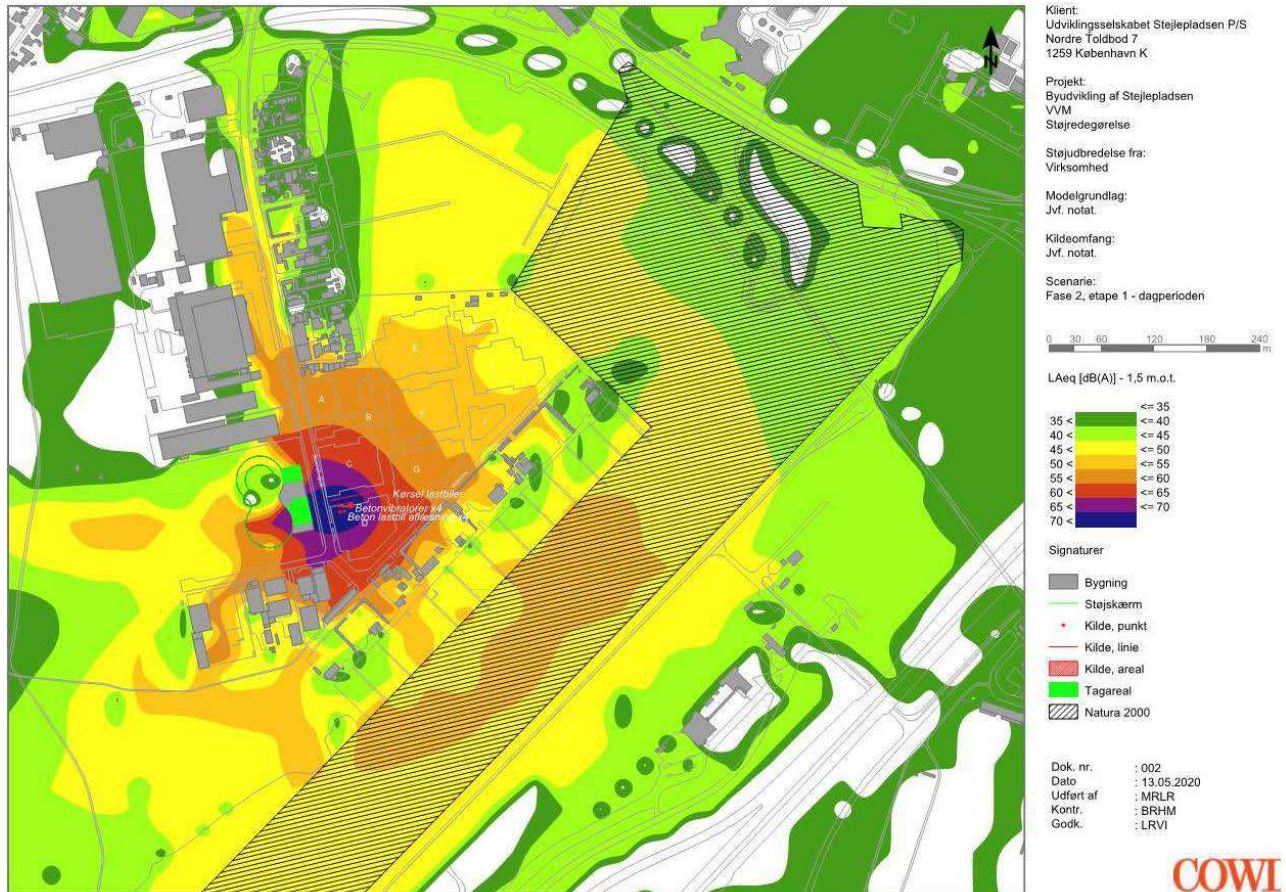 Klient:
Udviklingsselskabet Stejlepladsen P/S
Nordre Toldbod 7
1259 København K
Projekt:
Byudvikling af Stejlepladsen
VVM
Støjredegørelse
Støjudbredelse fra:
Virksomhed
Modelgrundlag:
Jvf. notat.
Kildeomfang:
Jvf. notat.
Scenarie:
Fase 2, etape 1 - dagperioden
0 30 60 120 180 240
m
LAeq [dB(A)] - 1,5 m.o.t.
<= 35
35 < <= 40
40 < <= 45
45 < <= 50
50 < <= 55
55 < <= 60
60 < <= 65
65 < <= 70
70 <
Signaturer
Bygning
Støjskærm
Kilde, punkt
Kilde, linie
Kilde, areal
Tagareal
Natura 2000
Dok. nr. : 002
Dato : 13.05.2020
Udført af : MRLR
Kontr. : BRHM
Godk. : LRVI
COWI
N
E
A
B
F
C
G
Kørsel lastbiler
Betonvibratorer x4
Beton lastbil aflæsning
D